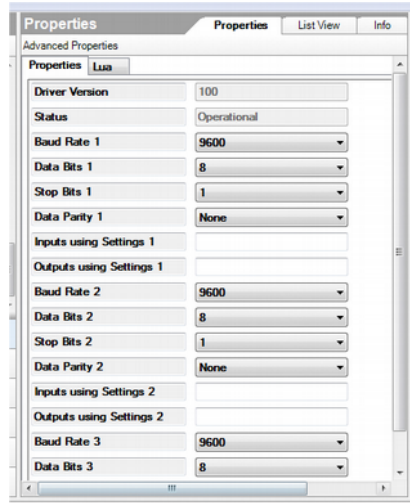 Properties Properties List View Info
Advanced Properties
Properties Lua
Driver Version 100
Status Operational
Baud Rate 1 9600
Data Bits 1 8
Stop Bits 1 1
Data Parity 1 None
Inputs using Settings 1
Outputs using Settings 1
Baud Rate 2 9600
Data Bits 2 8
Stop Bits 2 1
Data Parity 2 None
Inputs using Settings 2
Outputs using Settings 2
Baud Rate 3 9600
Data Bits 3 8